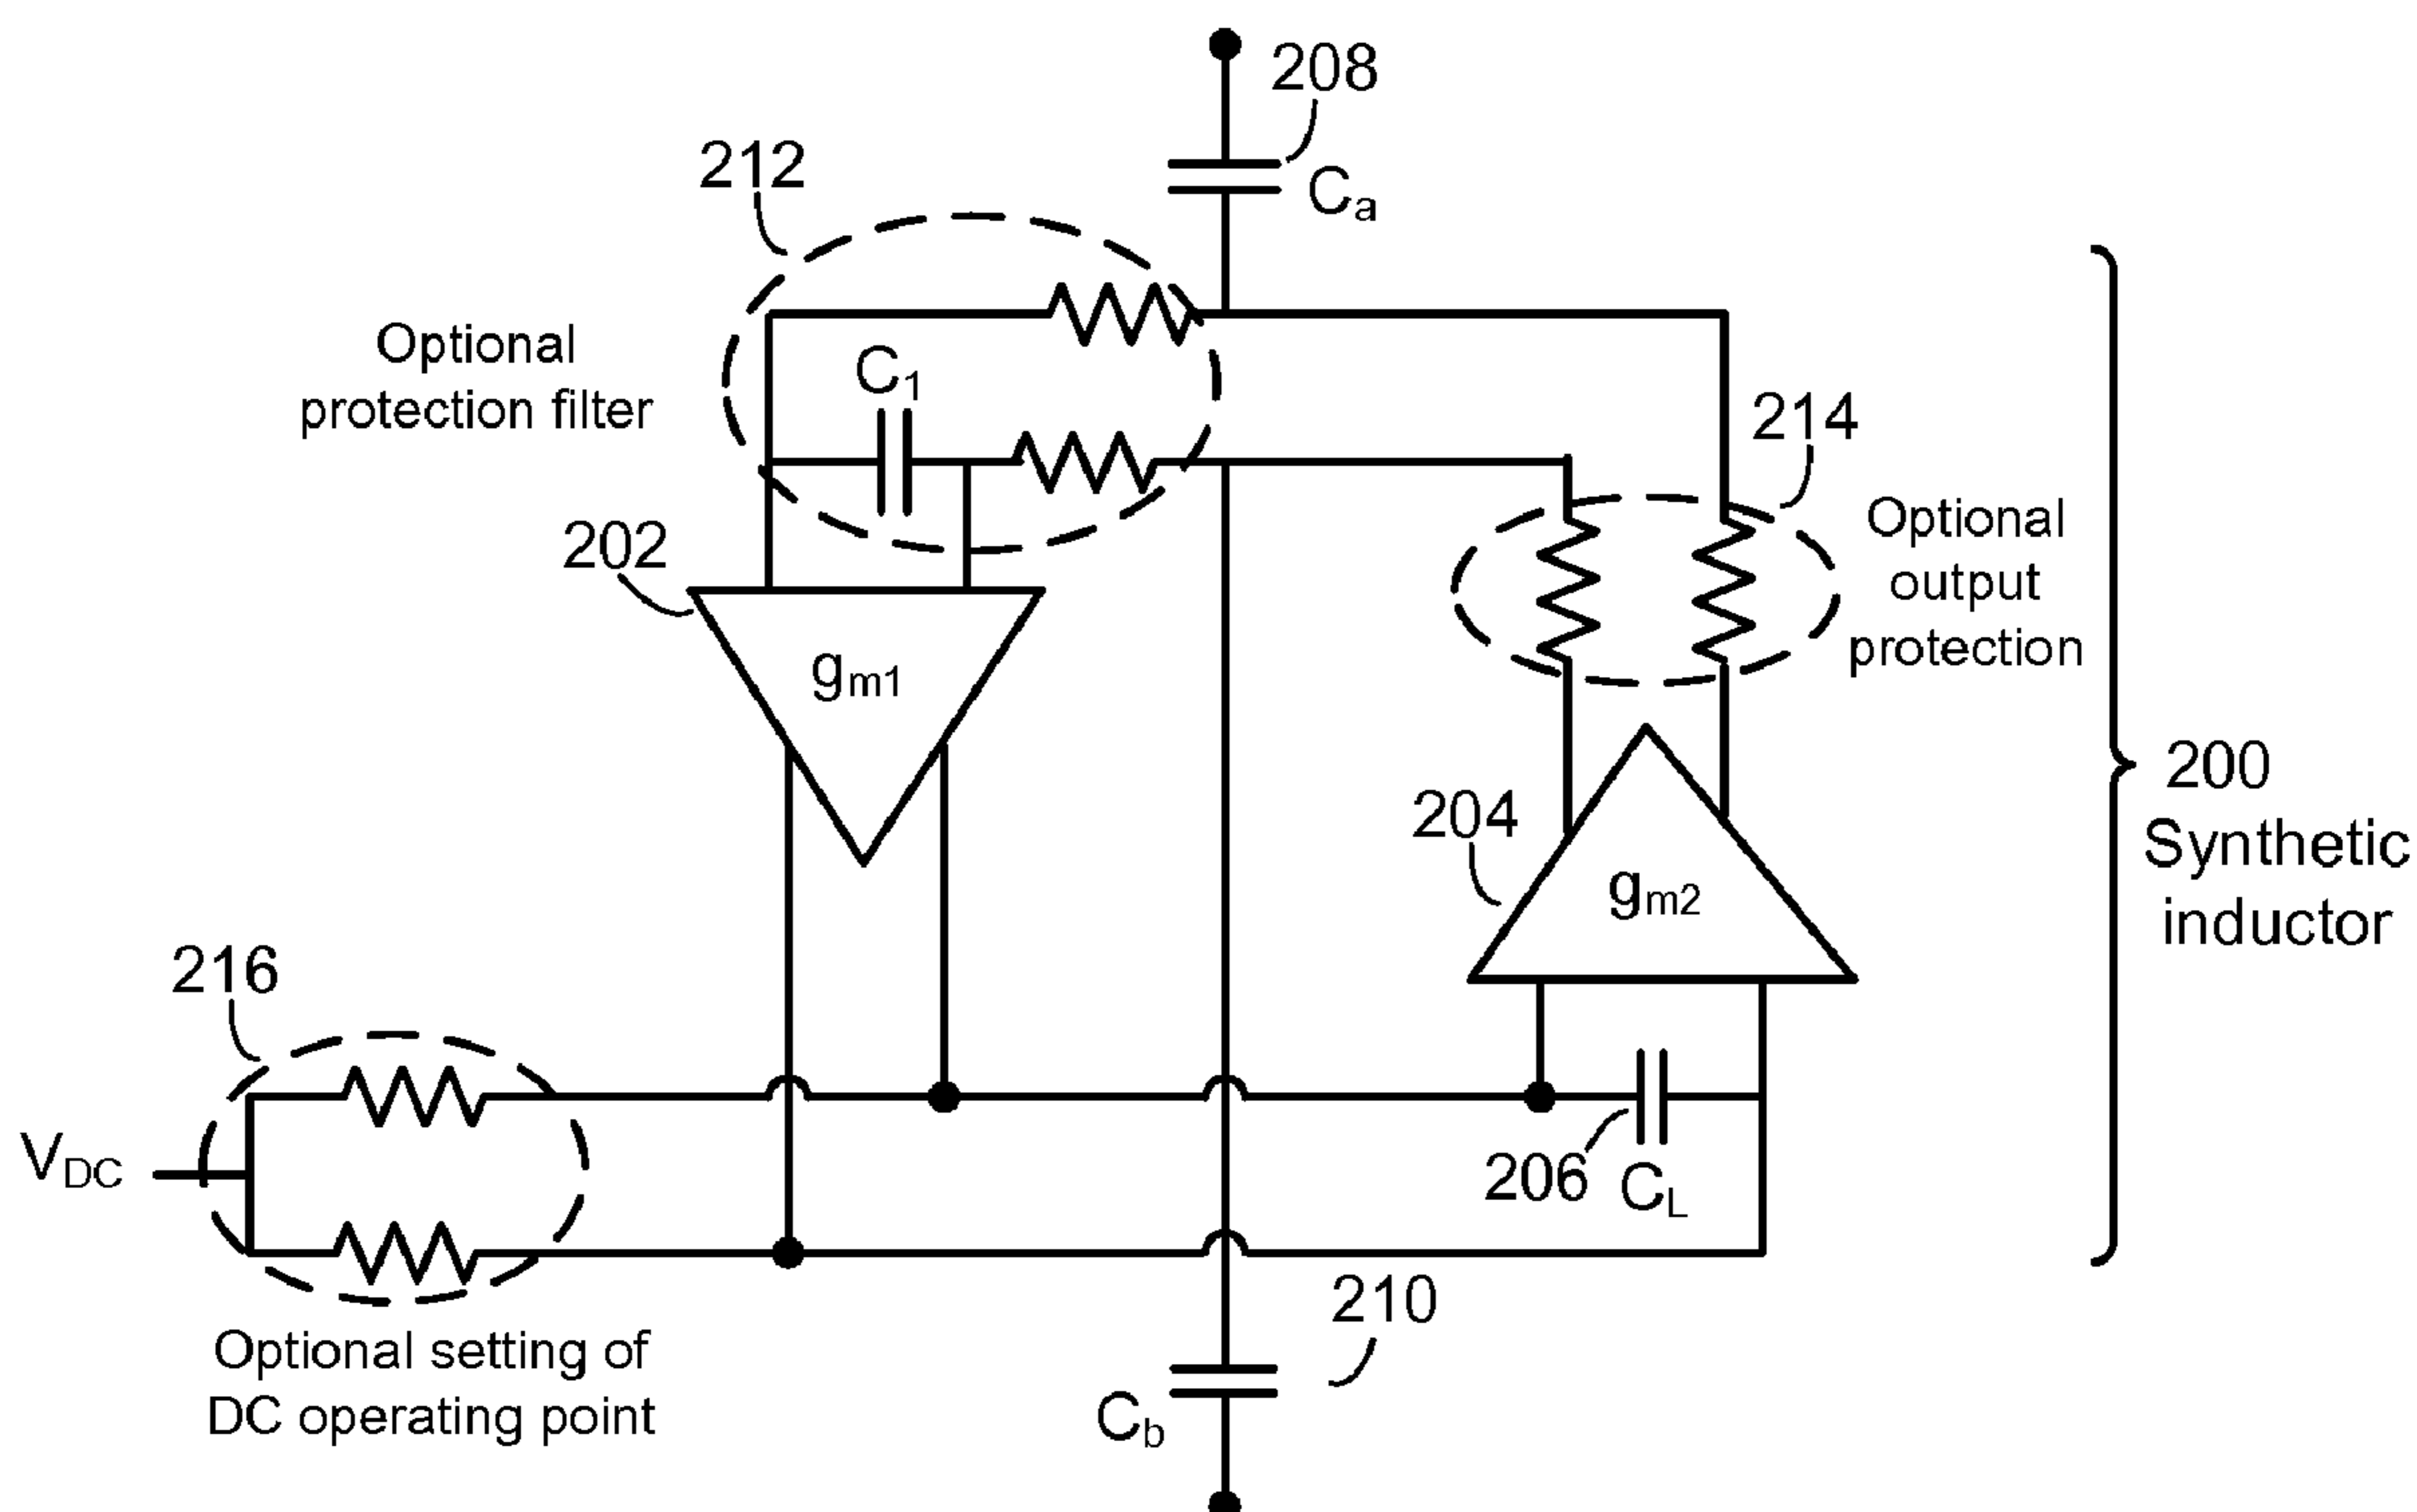 208
212
Ca
Optional
protection filter
C1
214
Optional
output
protection
202
gm1
200
Synthetic
inductor
204
gm2
216
VDC
206
CL
210
Optional setting of
DC operating point
Cb